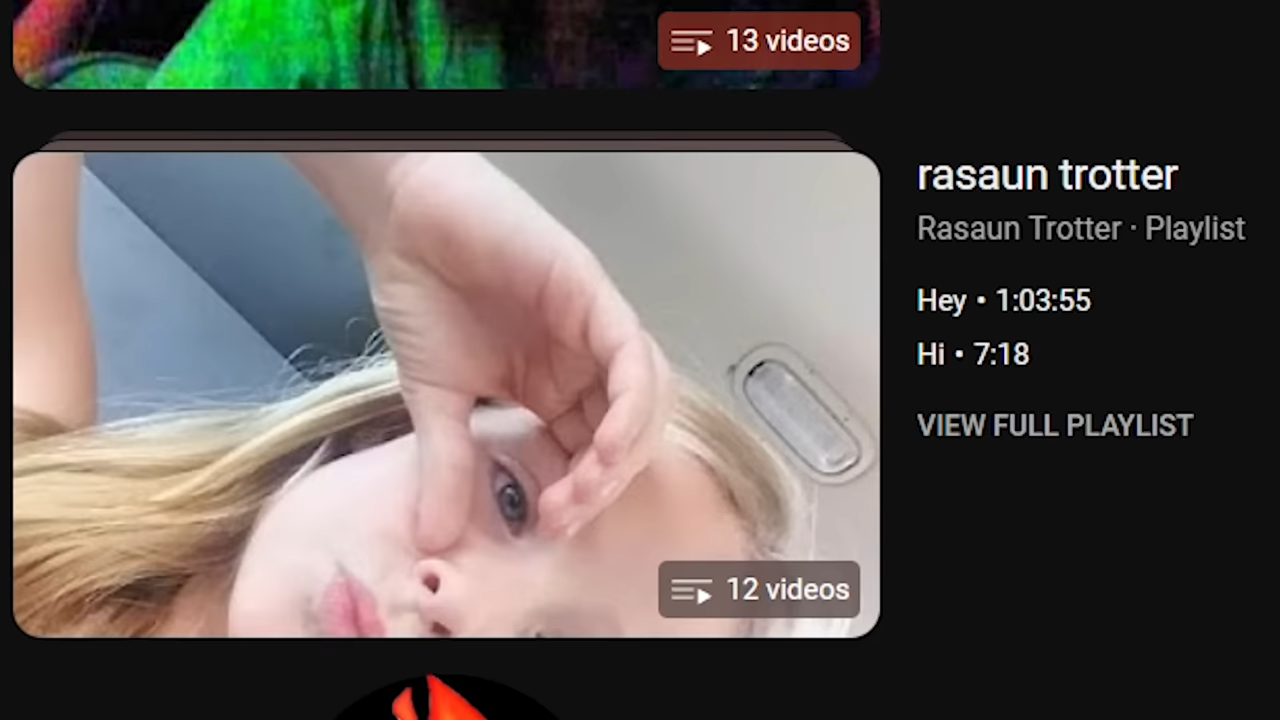 13 videos
rasaun trotter
Rasaun Trotter · Playlist
Hey • 1:03:55
Hi • 7:18
VIEW FULL PLAYLIST
12 videos